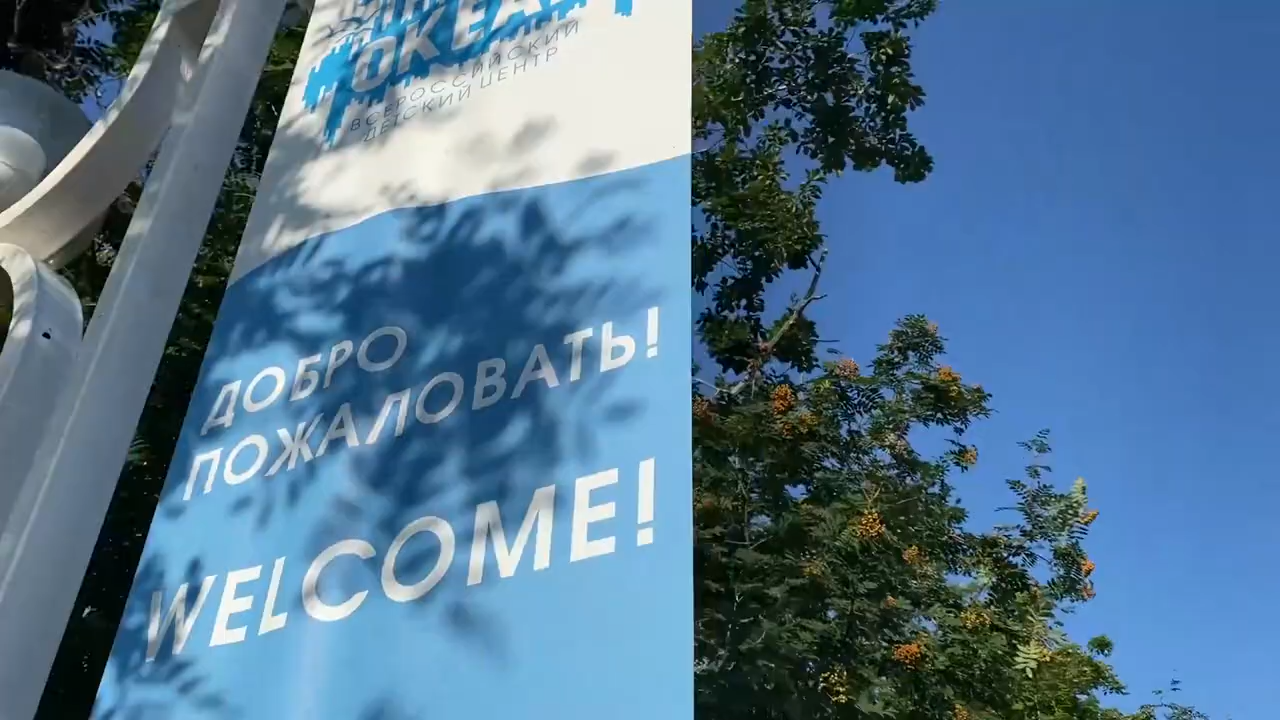 ОКЕАН
ВСЕРОССИЙСКИЙ
ДЕТСКИЙ ЦЕНТР
ДОБРО
ПОЖАЛОВАТЬ!
WELCOME!